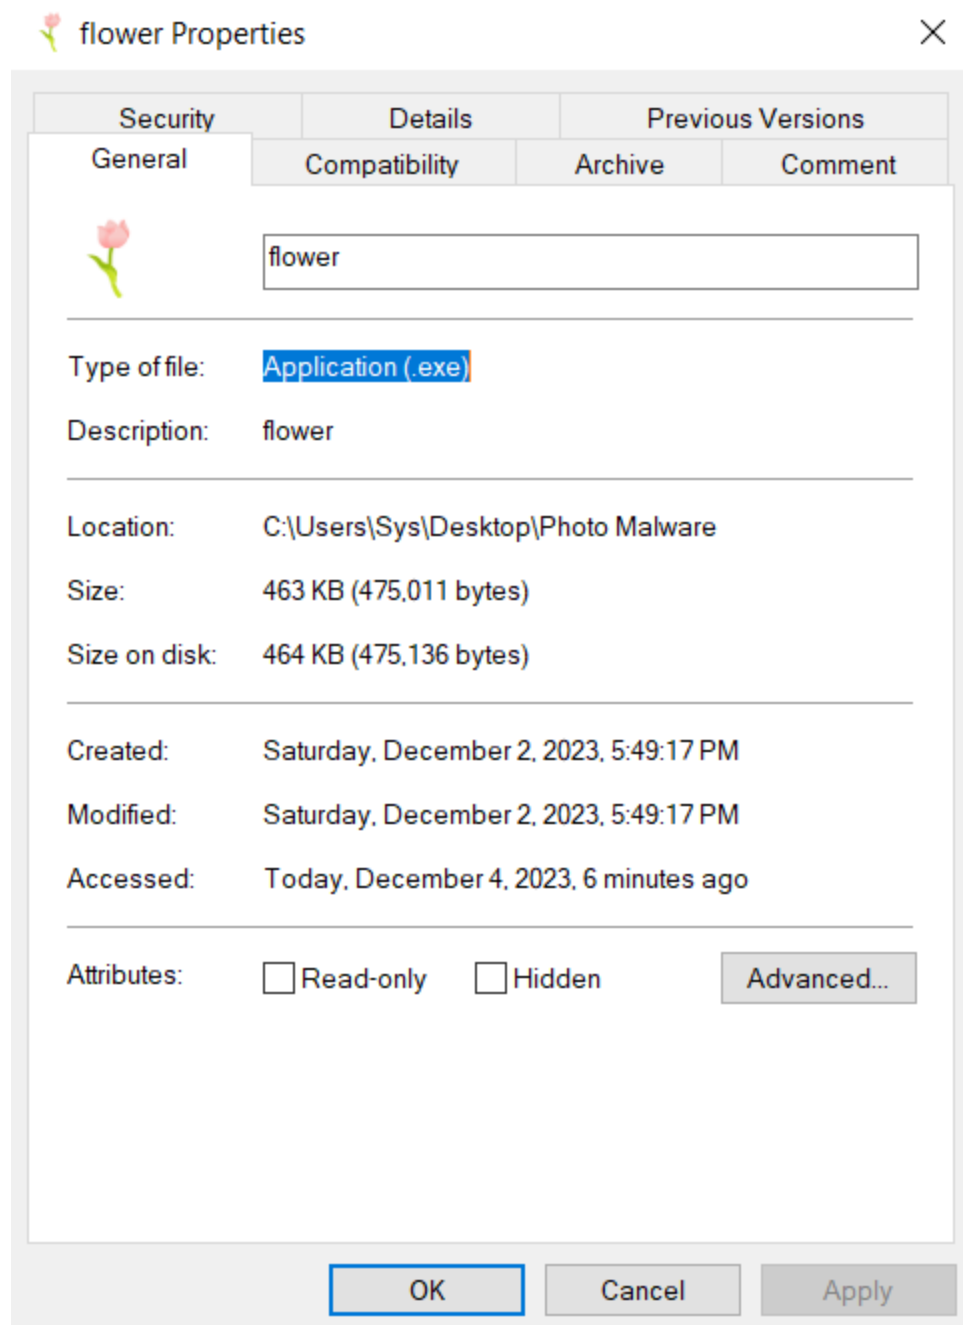 flower Properties
Security Details Previous Versions
General Compatibility Archive Comment
flower
Type of file: Application (.exe)
Description: flower
Location: C:\Users\Sys\Desktop\Photo Malware
Size: 463 KB (475,011 bytes)
Size on disk: 464 KB (475,136 bytes)
Created: Saturday, December 2, 2023, 5:49:17 PM
Modified: Saturday, December 2, 2023, 5:49:17 PM
Accessed: Today, December 4, 2023, 6 minutes ago
Attributes: Read-only Hidden Advanced...
OK Cancel Apply